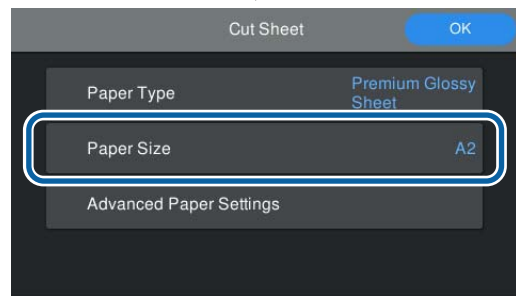 Cut Sheet
OK
Paper Type
Premium Glossy
Sheet
Paper Size
A2
Advanced Paper Settings